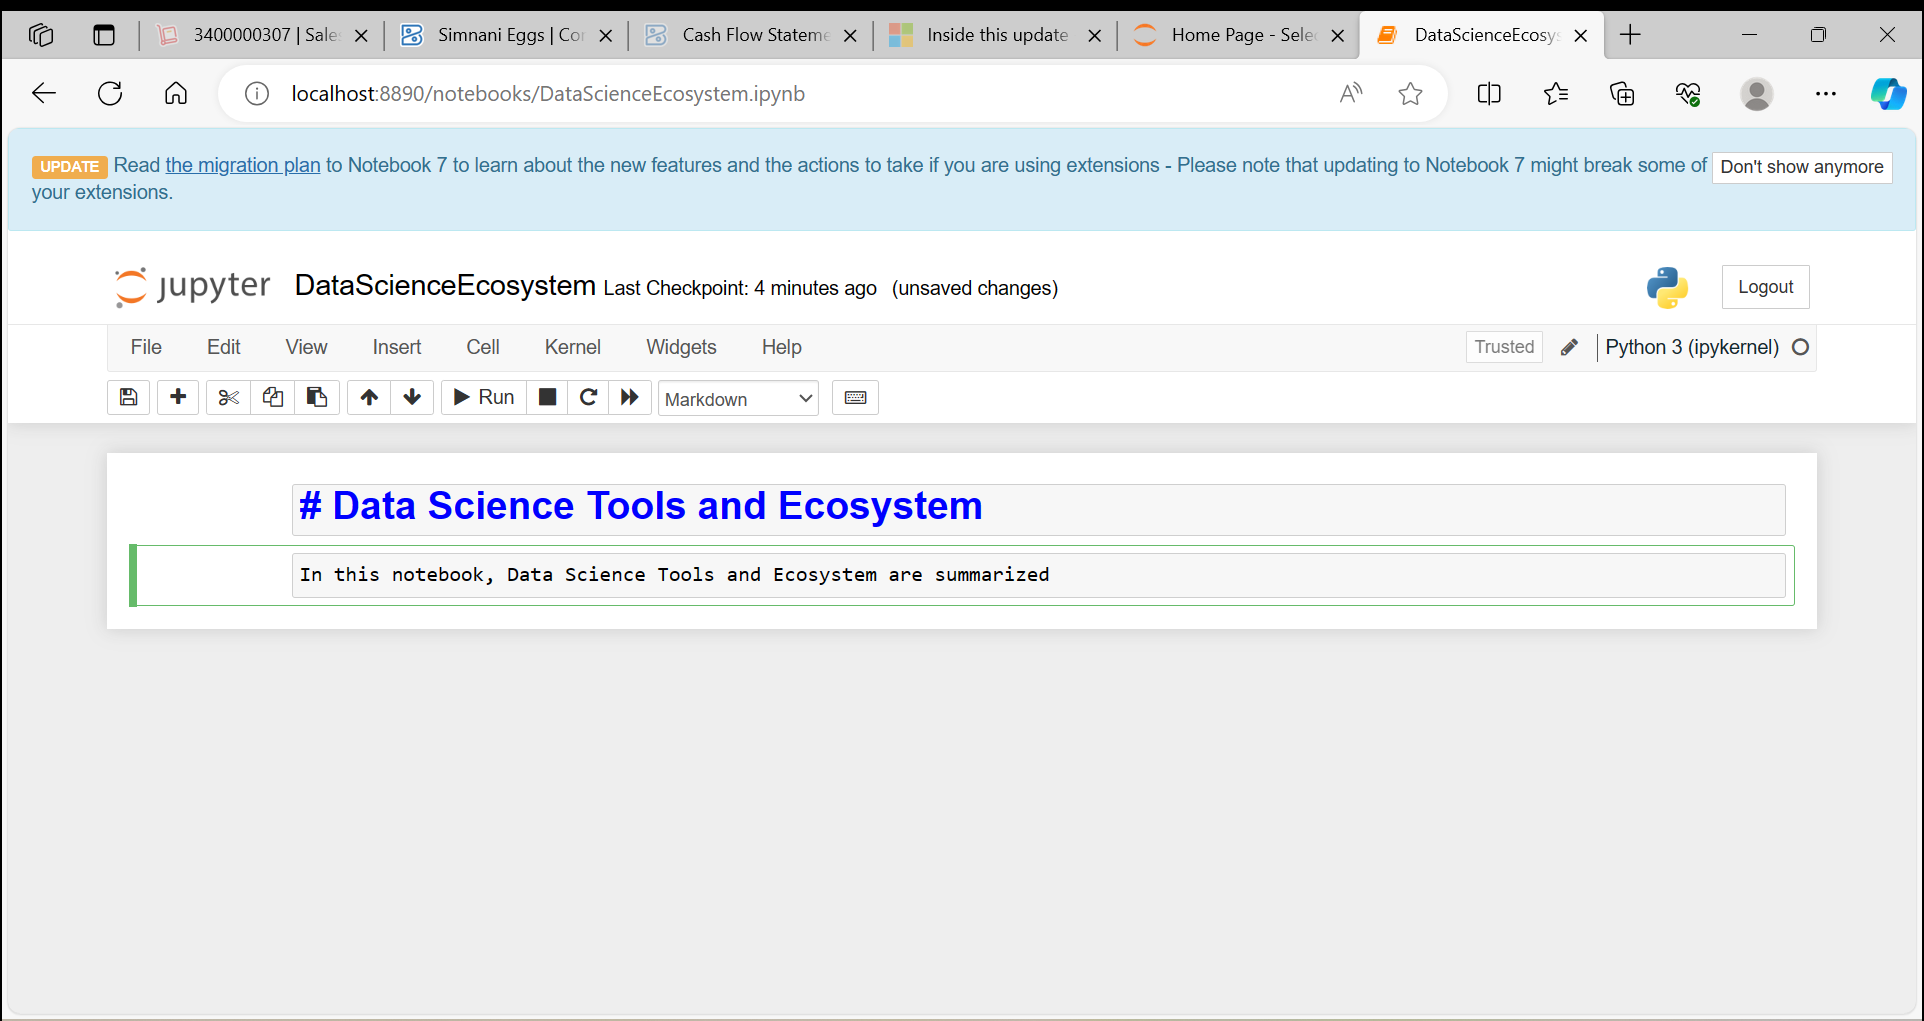 3400000307 | Sale
Simnani Eggs | Co
Cash Flow Stateme
Inside this update
Home Page - Sele
DataScienceEcosys
localhost:8890/notebooks/DataScienceEcosystem.ipynb
UPDATE Read the migration plan to Notebook 7 to learn about the new features and the actions to take if you are using extensions - Please note that updating to Notebook 7 might break some of
your extensions.
Don't show anymore
jupyter DataScienceEcosystem Last Checkpoint: 4 minutes ago (unsaved changes)
Logout
File Edit View Insert Cell Kernel Widgets Help
Trusted Python 3 (ipykernel)
Run Markdown
# Data Science Tools and Ecosystem
In this notebook, Data Science Tools and Ecosystem are summarized